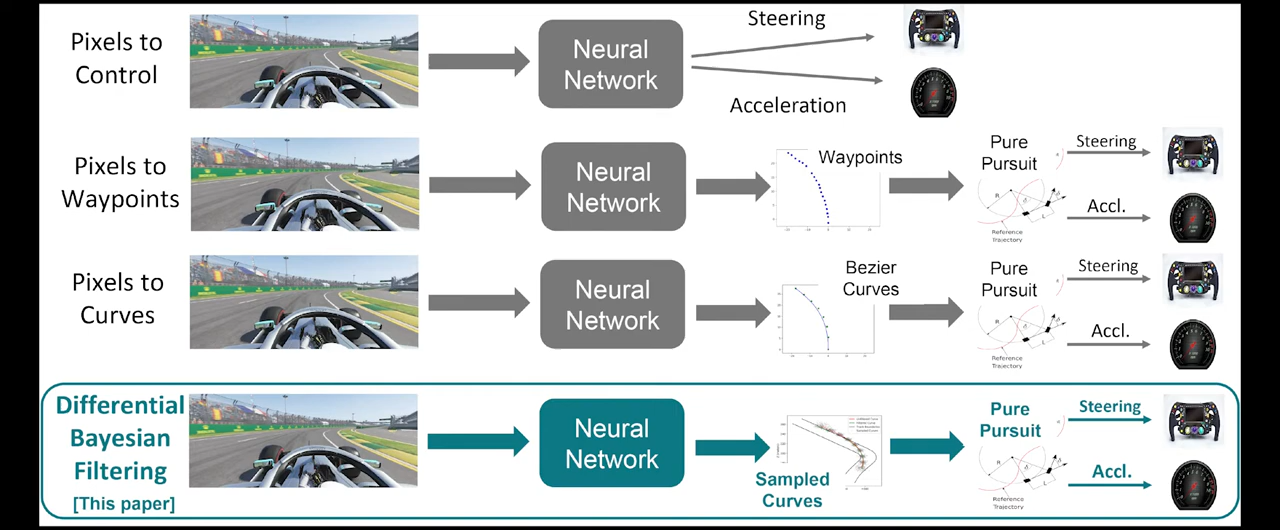 Pixels to
Control
Neural
Network
Steering
Acceleration
Pixels to
Waypoints
Neural
Network
Waypoints
Pure
Pursuit
Steering
Accl.
R
L
Reference
Trajectory
Pixels to
Curves
Neural
Network
Bezier
Curves
Pure
Pursuit
Steering
Accl.
R
L
Reference
Trajectory
Differential
Bayesian
Filtering
[This paper]
Neural
Network
Sampled
Curves
Pure
Pursuit
Steering
Accl.
R
L
Reference
Trajectory